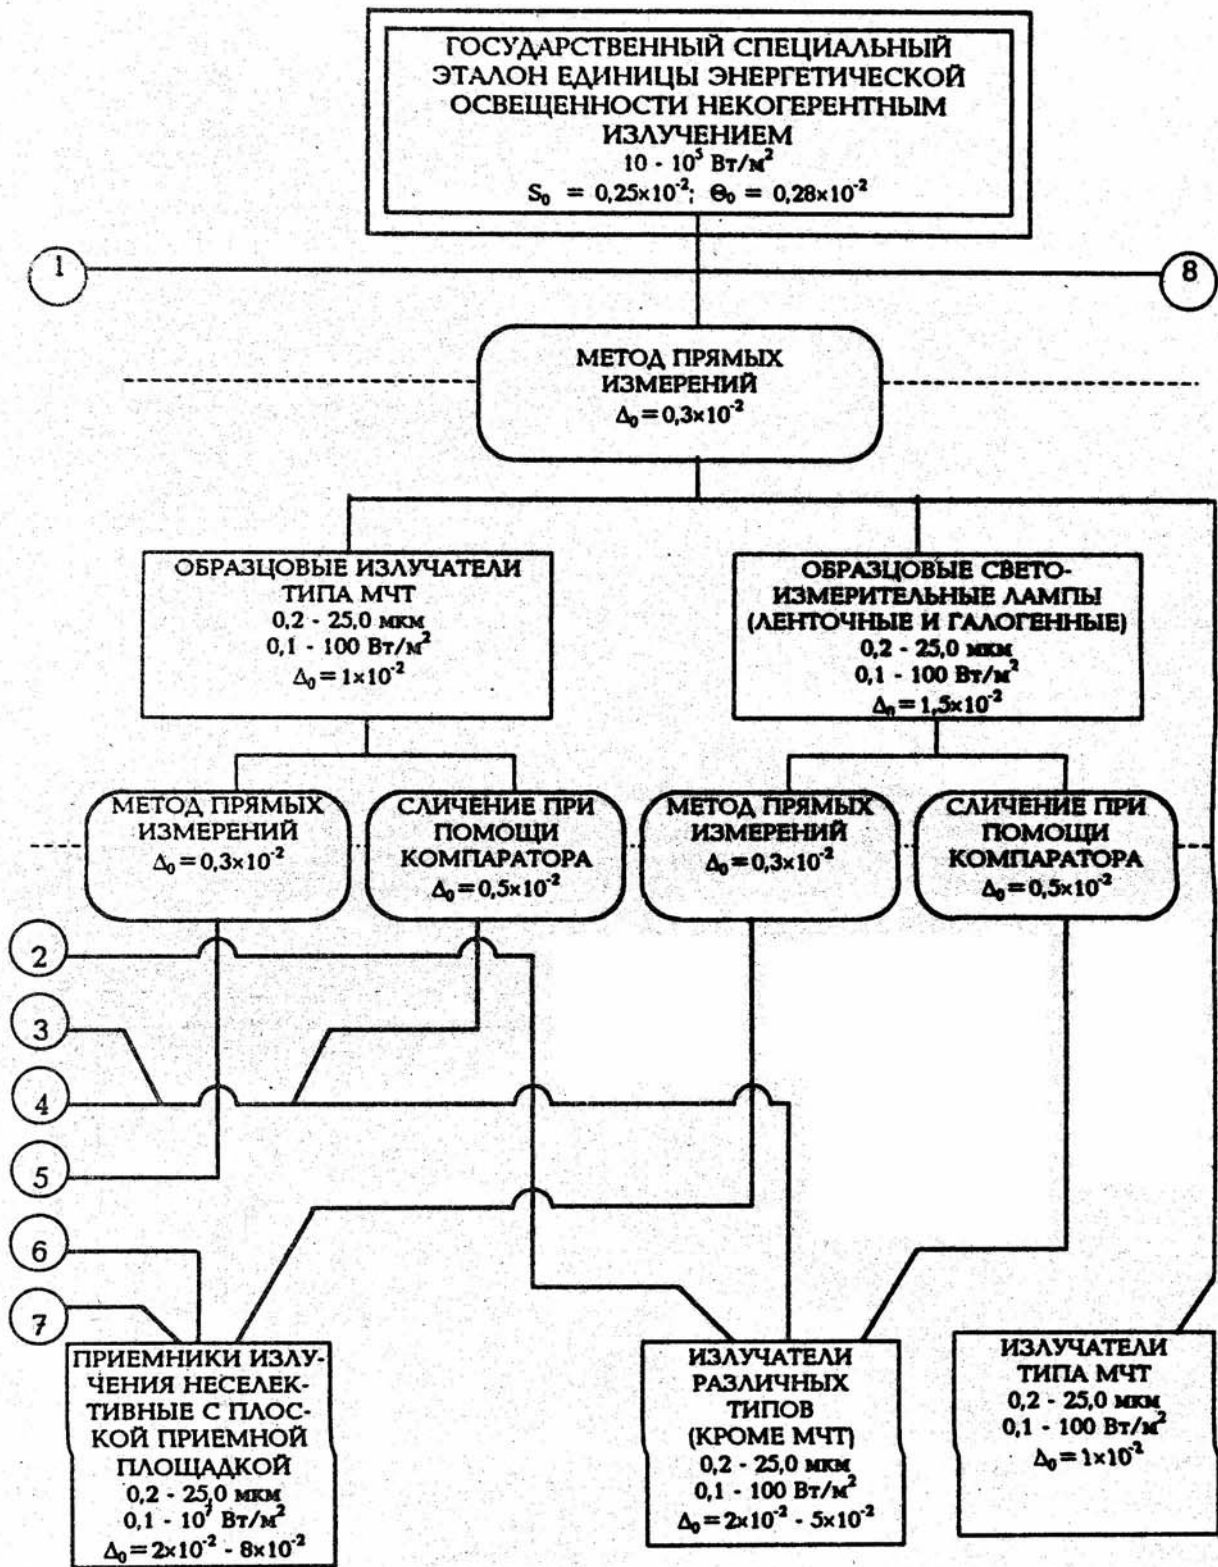 ГОСУДАРСТВЕННЫЙ СПЕЦИАЛЬНЫЙ
ЭТАЛОН ЕДИНИЦЫ ЭНЕРГЕТИЧЕСКОЙ
ОСВЕЩЕННОСТИ НЕКОГЕРЕНТНЫМ
ИЗЛУЧЕНИЕМ
10 - 10⁵ Вт/м²
S₀ = 0,25×10⁻²; Θ₀ = 0,28×10⁻²
1
8
МЕТОД ПРЯМЫХ
ИЗМЕРЕНИЙ
Δ₀ = 0,3×10⁻²
ОБРАЗЦОВЫЕ ИЗЛУЧАТЕЛИ
ТИПА МЧТ
0,2 - 25,0 мкм
0,1 - 100 Вт/м²
Δ₀ = 1×10⁻²
ОБРАЗЦОВЫЕ СВЕТО-
ИЗМЕРИТЕЛЬНЫЕ ЛАМПЫ
(ЛЕНТОЧНЫЕ И ГАЛОГЕННЫЕ)
0,2 - 25,0 мкм
0,1 - 100 Вт/м²
Δ₀ = 1,5×10⁻²
МЕТОД ПРЯМЫХ
ИЗМЕРЕНИЙ
Δ₀ = 0,3×10⁻²
СЛИЧЕНИЕ ПРИ
ПОМОЩИ
КОМПАРАТОРА
Δ₀ = 0,5×10⁻²
МЕТОД ПРЯМЫХ
ИЗМЕРЕНИЙ
Δ₀ = 0,3×10⁻²
СЛИЧЕНИЕ ПРИ
ПОМОЩИ
КОМПАРАТОРА
Δ₀ = 0,5×10⁻²
2
3
4
5
6
7
ПРИЕМНИКИ ИЗЛУ-
ЧЕНИЯ НЕСЕЛЕК-
ТИВНЫЕ С ПЛОС-
КОЙ ПРИЕМНОЙ
ПЛОЩАДКОЙ
0,2 - 25,0 мкм
0,1 - Вт/м²
Δ₀ = 2×10⁻² - 8×10⁻²
ИЗЛУЧАТЕЛИ
РАЗЛИЧНЫХ
ТИПОВ
(КРОМЕ МЧТ)
0,2 - 25,0 мкм
0,1 - 100 Вт/м²
Δ₀ = 2×10⁻² - 5×10⁻²
ИЗЛУЧАТЕЛИ
ТИПА МЧТ
0,2 - 25,0 мкм
0,1 - 100 Вт/м²
Δ₀ = 1×10⁻²